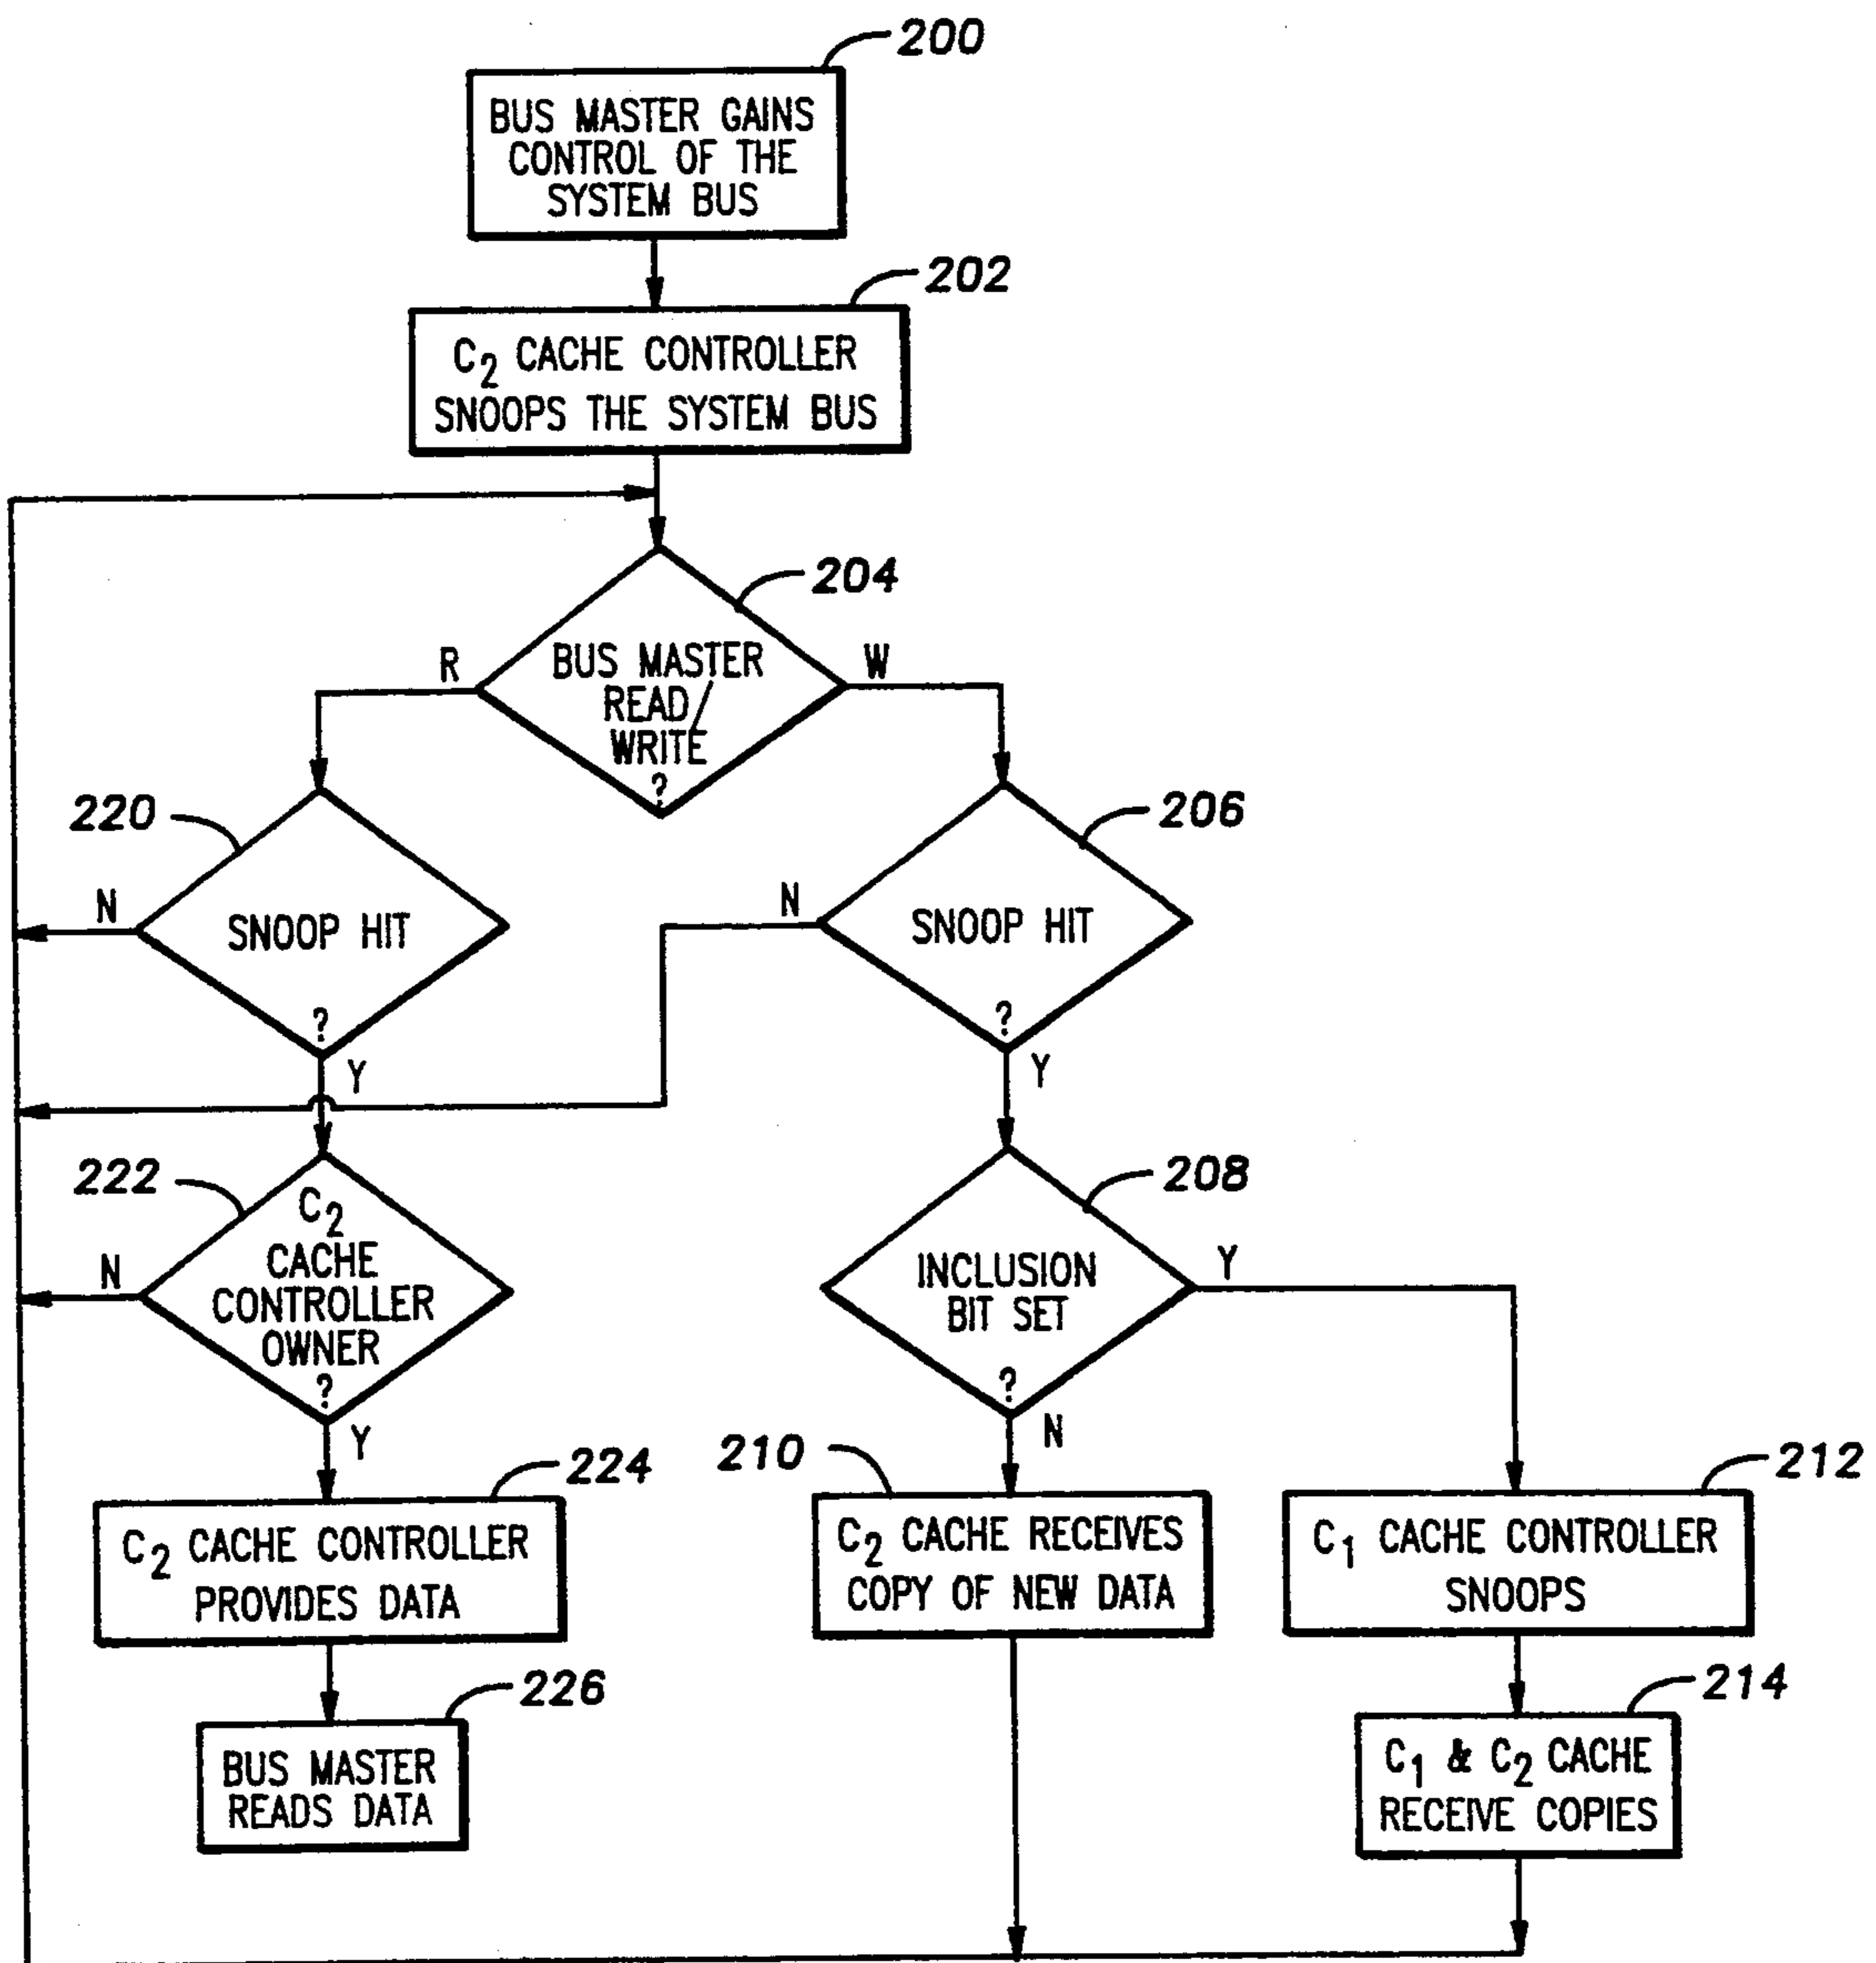 200
BUS MASTER GAINS
CONTROL OF THE
SYSTEM BUS
202
C2 CACHE CONTROLLER
SNOOPS THE SYSTEM BUS
204
R
BUS MASTER
READ/
WRITE
?
W
220
N
SNOOP HIT
?
Y
206
N
SNOOP HIT
?
Y
222
N
C2
CACHE
CONTROLLER
OWNER
?
Y
208
INCLUSION
BIT SET
?
Y
N
224
C2 CACHE CONTROLLER
PROVIDES DATA
210
C2 CACHE RECEIVES
COPY OF NEW DATA
212
C1 CACHE CONTROLLER
SNOOPS
226
BUS MASTER
READS DATA
214
C1 & C2 CACHE
RECEIVE COPIES